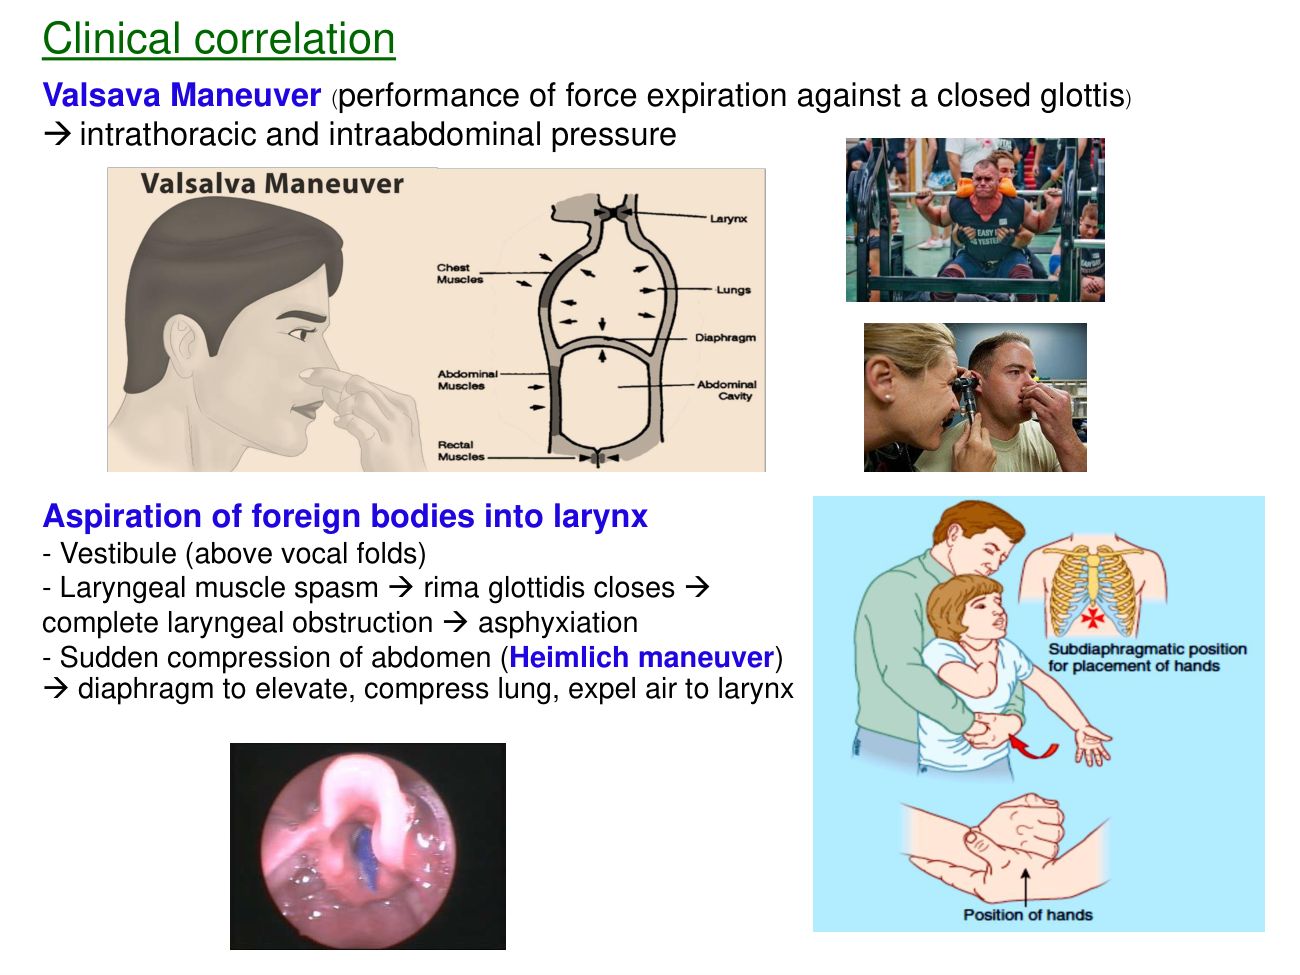 Clinical correlation
Valsava Maneuver (performance of force expiration against a closed glottis)
→ intrathoracic and intraabdominal pressure
Valsalva Maneuver
Larynx
Chest
Muscles
Lungs
Diaphragm
Abdominal
Muscles
Abdominal
Cavity
Rectal
Muscles
EASY
Aspiration of foreign bodies into larynx
- Vestibule (above vocal folds)
- Laryngeal muscle spasm → rima glottidis closes →
complete laryngeal obstruction → asphyxiation
- Sudden compression of abdomen (Heimlich maneuver)
→ diaphragm to elevate, compress lung, expel air to larynx
Subdiaphragmatic position
for placement of hands
Position of hands